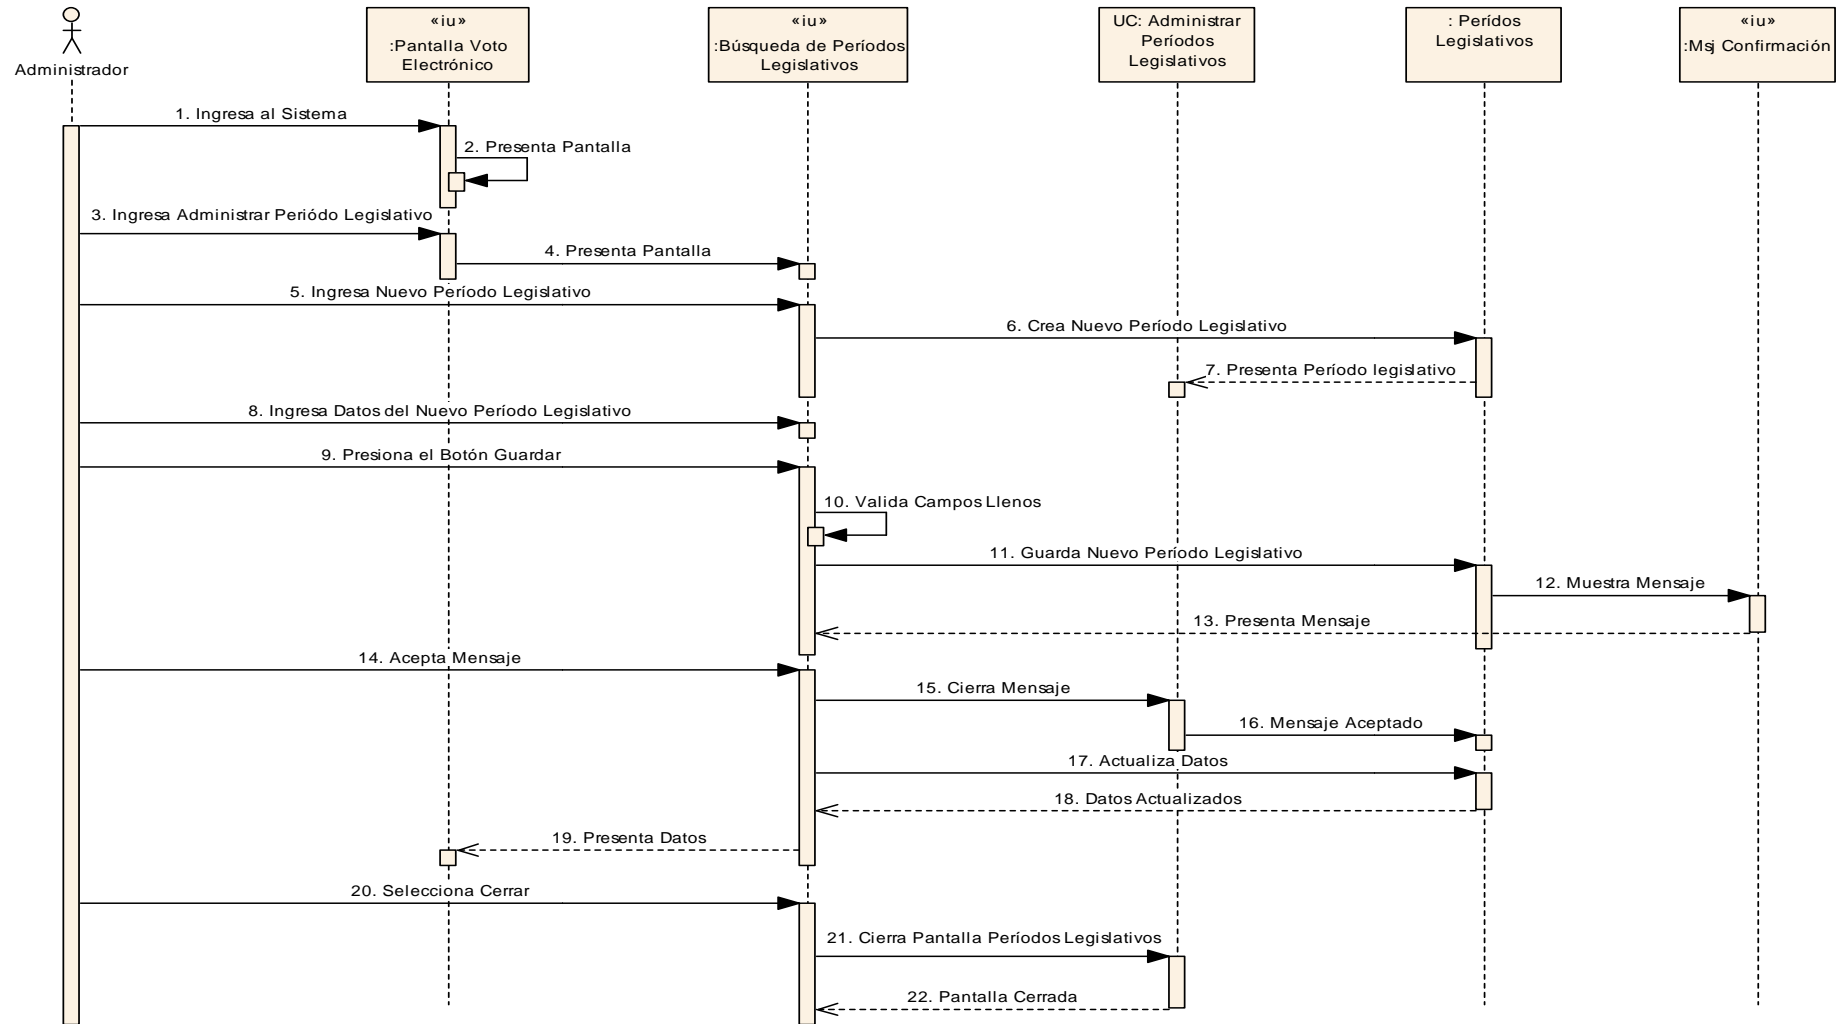 Administrador
«iu»
:Pantalla Voto
Electrónico
«iu»
:Búsqueda de Períodos
Legislativos
UC: Administrar
Períodos
Legislativos
: Perídos
Legislativos
«iu»
:Msj Confirmación
1. Ingresa al Sistema
2. Presenta Pantalla
3. Ingresa Administrar Periódo Legislativo
4. Presenta Pantalla
5. Ingresa Nuevo Período Legislativo
6. Crea Nuevo Período Legislativo
7. Presenta Período legislativo
8. Ingresa Datos del Nuevo Período Legislativo
9. Presiona el Botón Guardar
10. Valida Campos Llenos
11. Guarda Nuevo Período Legislativo
12. Muestra Mensaje
13. Presenta Mensaje
14. Acepta Mensaje
15. Cierra Mensaje
16. Mensaje Aceptado
17. Actualiza Datos
18. Datos Actualizados
19. Presenta Datos
20. Selecciona Cerrar
21. Cierra Pantalla Períodos Legislativos
22. Pantalla Cerrada